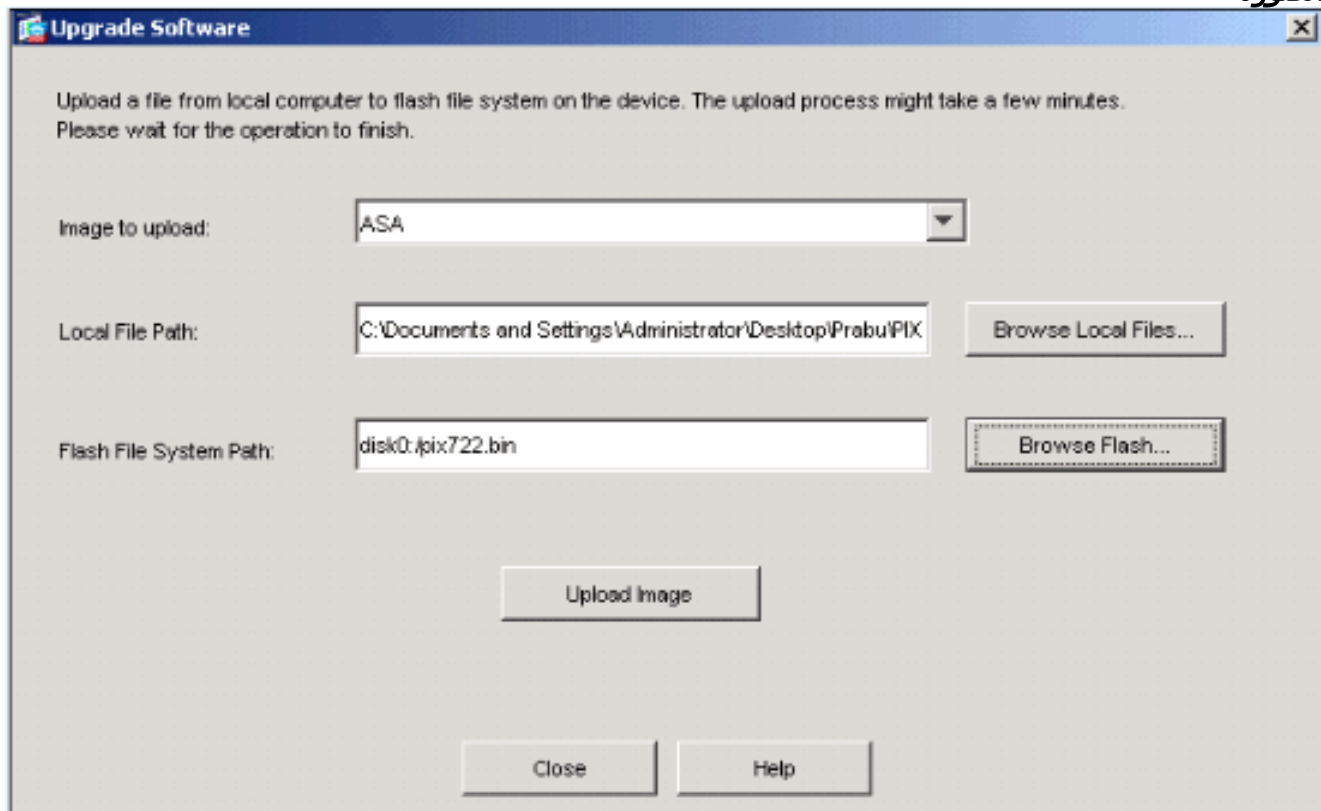 Upgrade Software
Upload a file from local computer to flash file system on the device. The upload process might take a few minutes.
Please wait for the operation to finish.
Image to upload:
ASA
Local File Path:
C:\Documents and Settings\Administrator\Desktop\Prabu\PIX
Browse Local Files...
Flash File System Path:
disk0:/pix722.bin
Browse Flash...
Upload Image
Close
Help